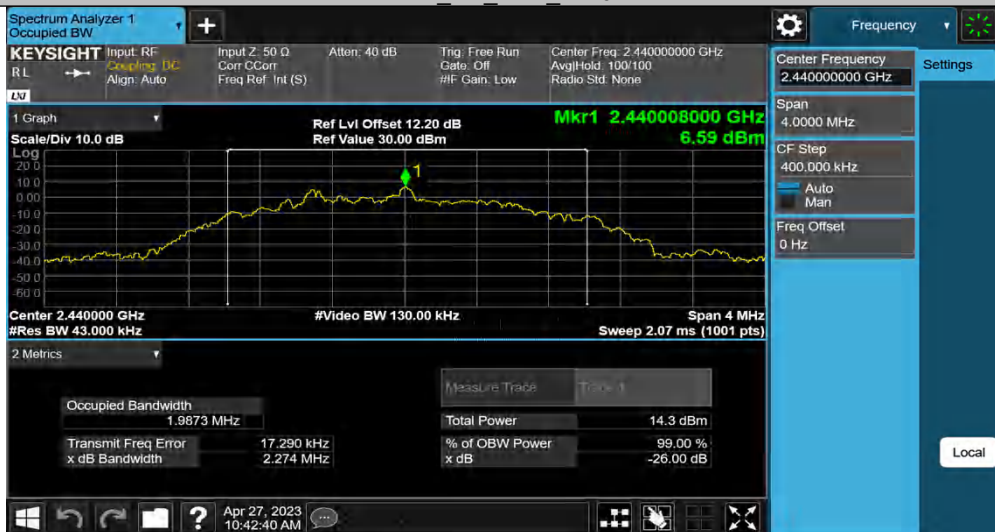 Spectrum Analyzer 1
Occupied BW
Frequency
KEYSIGHT
RL
LXI
Input: RF
Coupling: DC
Align: Auto
Input Z: 50 Ω
Corr CCorr
Freq Ref: Int (S)
Atten: 40 dB
Trig: Free Run
Gate: Off
#IF Gain: Low
Center Freq: 2.440000000 GHz
Avg|Hold: 100/100
Radio Std: None
Center Frequency
2.440000000 GHz
Settings
Span
4.0000 MHz
CF Step
400.000 kHz
Auto
Man
Freq Offset
0 Hz
1 Graph
Scale/Div 10.0 dB
Ref Lvl Offset 12.20 dB
Ref Value 30.00 dBm
Mkr1 2.440008000 GHz
6.59 dBm
Log
20.0
10.0
0.00
-10.0
-20.0
-30.0
-40.0
-50.0
-60.0
1
Center 2.440000 GHz
#Res BW 43.000 kHz
#Video BW 130.00 kHz
Span 4 MHz
Sweep 2.07 ms (1001 pts)
2 Metrics
Measure Trace
Trace 1
Occupied Bandwidth
1.9873 MHz
Total Power
14.3 dBm
Transmit Freq Error
17.290 kHz
% of OBW Power
99.00 %
x dB Bandwidth
2.274 MHz
x dB
-26.00 dB
Local
Apr 27, 2023
10:42:40 AM